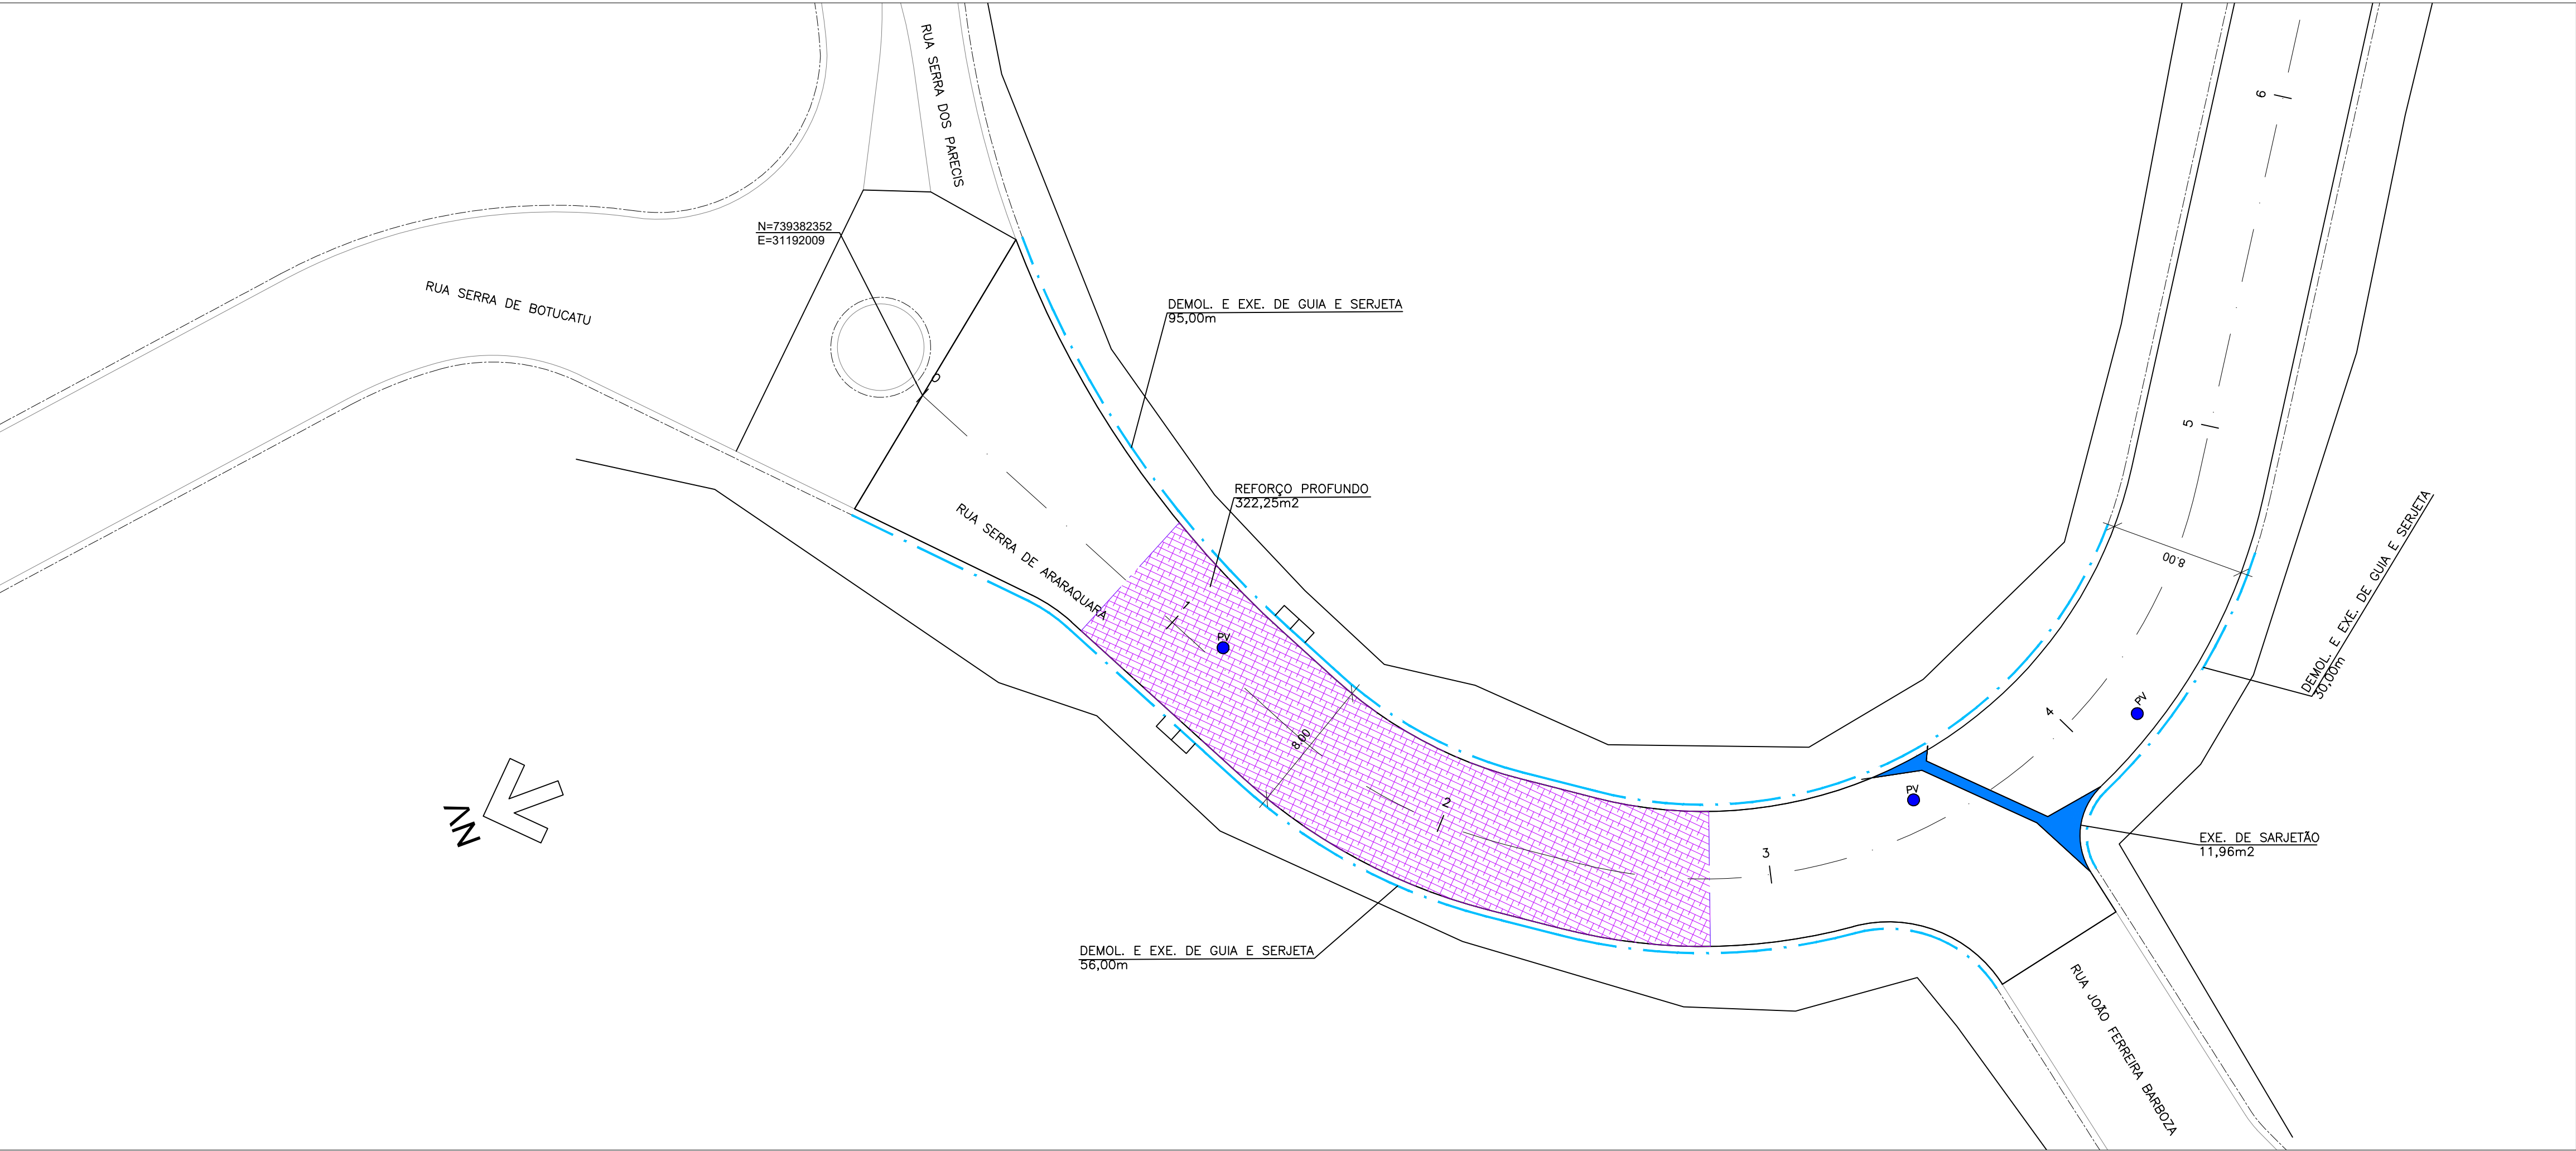 RUA SERRA DOS PARECIS
N=739382352
E=31192009
RUA SERRA DE BOTUCATU
DEMOL. E EXE. DE GUIA E SERJETA
95,00m
REFORÇO PROFUNDO
322,25m2
RUA SERRA DE ARARAQUARA
0
1
PV
8.00
2
3
PV
4
PV
8.00
5
6
DEMOL. E EXE. DE GUIA E SERJETA
30,00m
EXE. DE SARJETÃO
11,96m2
DEMOL. E EXE. DE GUIA E SERJETA
56,00m
RUA JOÃO FERREIRA BARBOZA
NV